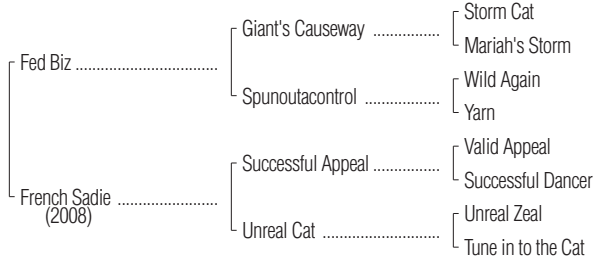 Storm Cat
Giant's Causeway ................
Mariah's Storm
Fed Biz .................................
Wild Again
Spunoutacontrol ..................
Yarn
Valid Appeal
Successful Appeal ................
Successful Dancer
French Sadie .......................
(2008)
Unreal Zeal
Unreal Cat ............................
Tune in to the Cat